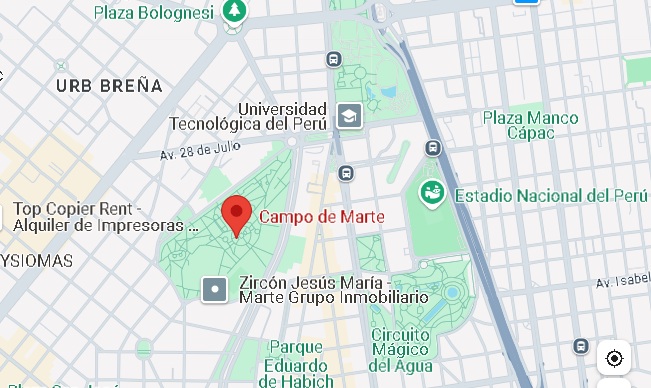 Plaza Bolognesi
URB BREÑA
Universidad
Tecnológica del Perú
Plaza Manco
Cápac
Av. 28 de Julio
Estadio Nacional del Perú
Top Copier Rent -
Alquiler de Impresoras ...
Campo de Marte
YSIOMAS
Zircón Jesús María -
Marte Grupo Inmobiliario
Av. Isabel
Parque
Eduardo
de Habich
Circuito
Mágico
del Agua